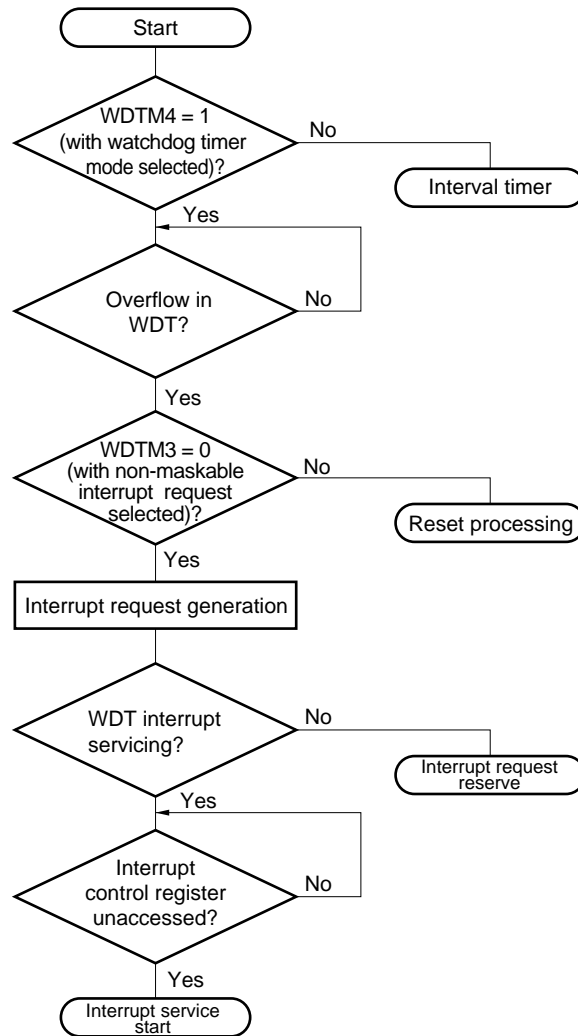 Start
WDTM4 = 1
(with watchdog timer
mode selected)?
No
Interval timer
Yes
Overflow in
WDT?
No
Yes
WDTM3 = 0
(with non-maskable
interrupt request
selected)?
No
Reset processing
Yes
Interrupt request generation
WDT interrupt
servicing?
No
Interrupt request
reserve
Yes
Interrupt
control register
unaccessed?
No
Yes
Interrupt service
start